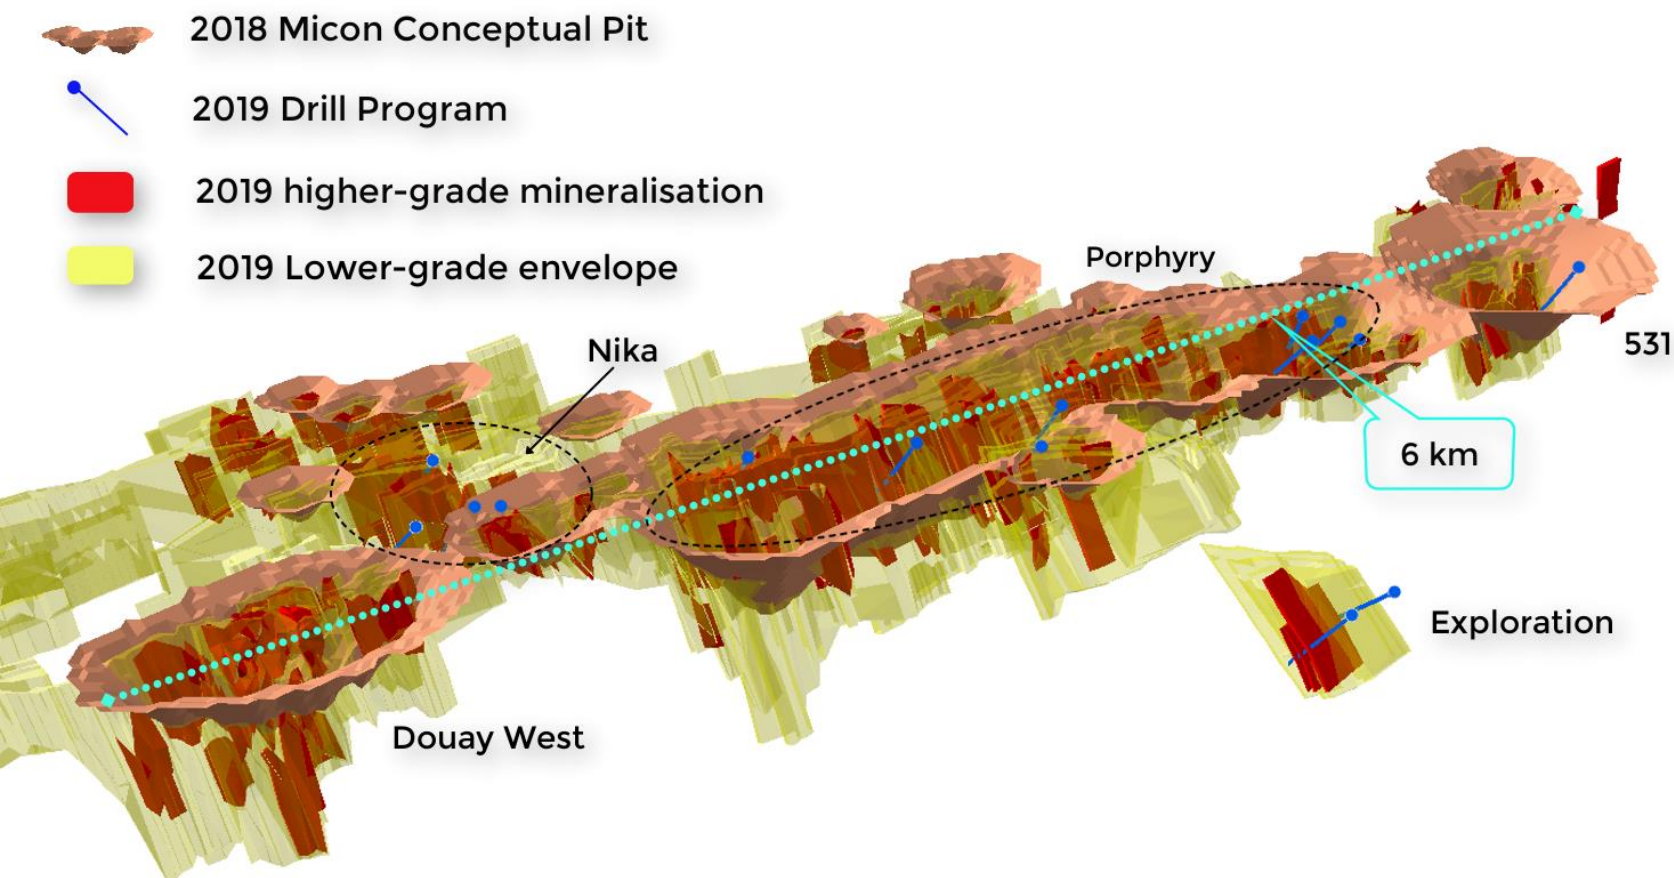 2018 Micon Conceptual Pit
2019 Drill Program
2019 higher-grade mineralisation
2019 Lower-grade envelope
Porphyry
Nika
531
6 km
Exploration
Douay West